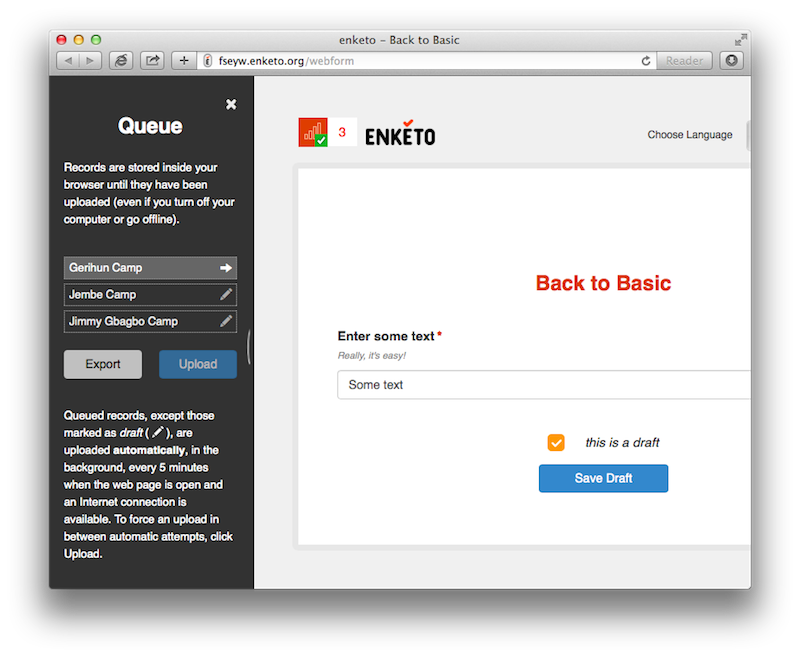 enketo – Back to Basic
fseyw.enketo.org/webform
Reader
Queue
Records are stored inside your
browser until they have been
uploaded (even if you turn off your
computer or go offline).
Gerihun Camp
Jembe Camp
Jimmy Gbagbo Camp
Export
Upload
Queued records, except those
marked as draft ( ), are
uploaded automatically, in the
background, every 5 minutes
when the web page is open and
an Internet connection is
available. To force an upload in
between automatic attempts, click
Upload.
3
ENKETO
Choose Language
Back to Basic
Enter some text *
Really, it's easy!
Some text
this is a draft
Save Draft